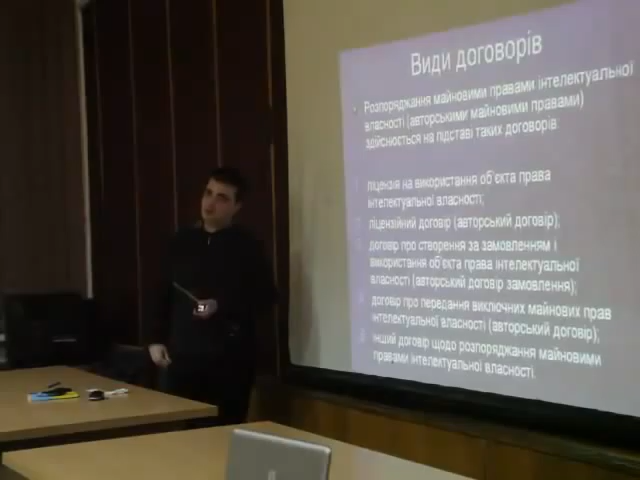 Види договорів
Розпоряджання майновими правами інтелектуальної
власності (авторськими майновими правами)
здійснюється на підставі таких договорів:
ліцензія на використання об'єкта права
інтелектуальної власності;
ліцензійний договір (авторський договір);
договір про створення за замовленням і
використання об'єкта права інтелектуальної
власності (авторський договір замовлення);
договір про передання виключних майнових прав
інтелектуальної власності (авторський договір);
інший договір щодо розпоряджання майновими
правами інтелектуальної власності.